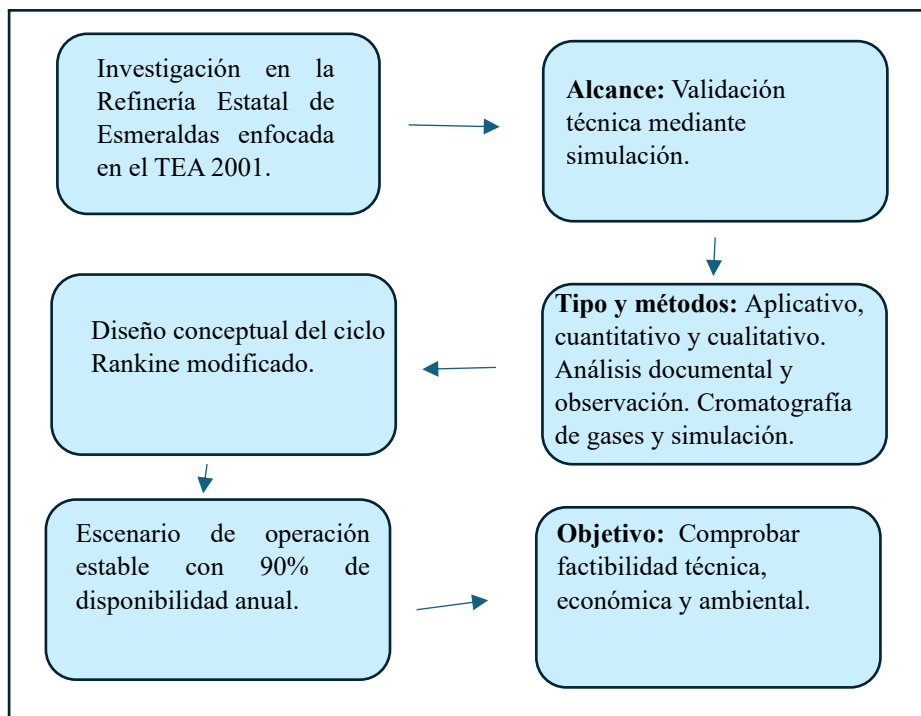 Investigación en la
Refinería Estatal de
Esmeraldas enfocada
en el TEA 2001.
Alcance: Validación
técnica mediante
simulación.
Tipo y métodos: Aplicativo,
cuantitativo y cualitativo.
Análisis documental y
observación. Cromatografía
de gases y simulación.
Diseño conceptual del ciclo
Rankine modificado.
Escenario de operación
estable con 90% de
disponibilidad anual.
Objetivo: Comprobar
factibilidad técnica,
económica y ambiental.